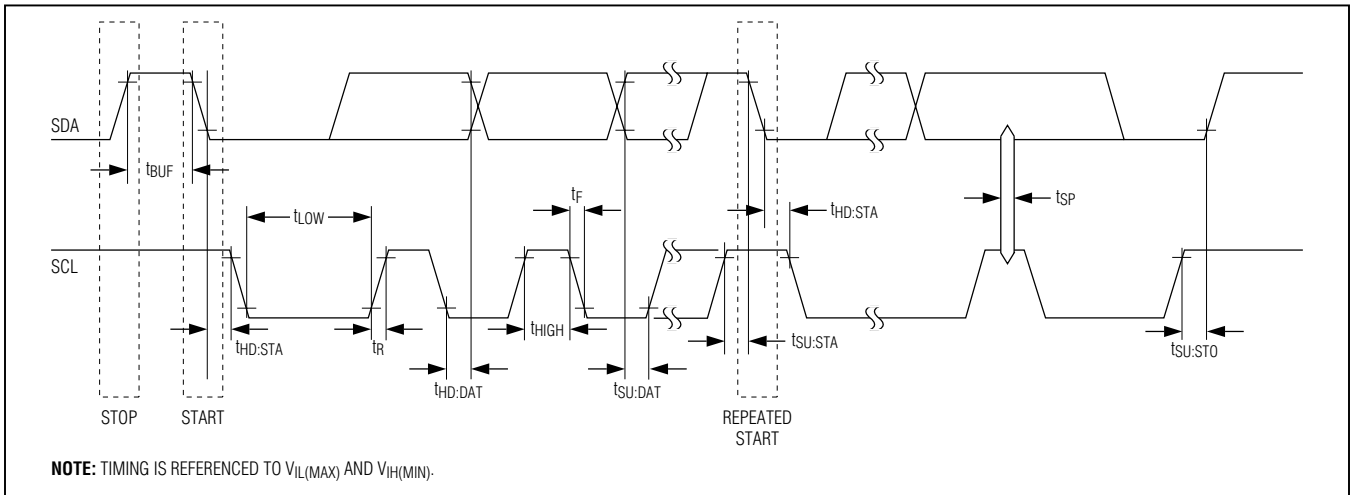 SDA
tBUF
tLOW
tF
tHD:STA
tSP
SCL
tHD:STA
tR
tHIGH
tSU:STA
tSU:STO
tHD:DAT
tSU:DAT
STOP
START
REPEATED
START
NOTE: TIMING IS REFERENCED TO VIL(MAX) AND VIH(MIN).